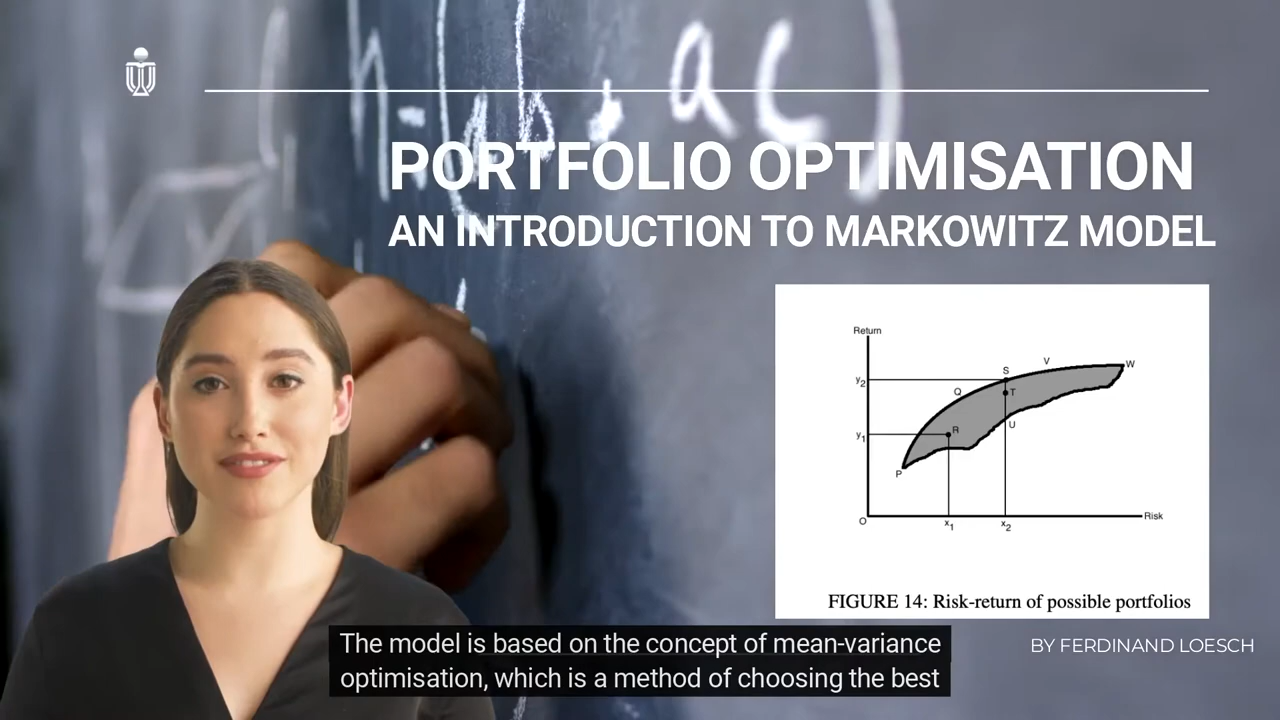 (n-(ab+ac)
PORTFOLIO OPTIMISATION
AN INTRODUCTION TO MARKOWITZ MODEL
Return
V
W
S
y2
Q
T
U
R
y1
P
O
x1
x2
Risk
FIGURE 14: Risk-return of possible portfolios
The model is based on the concept of mean-variance
optimisation, which is a method of choosing the best
BY FERDINAND LOESCH